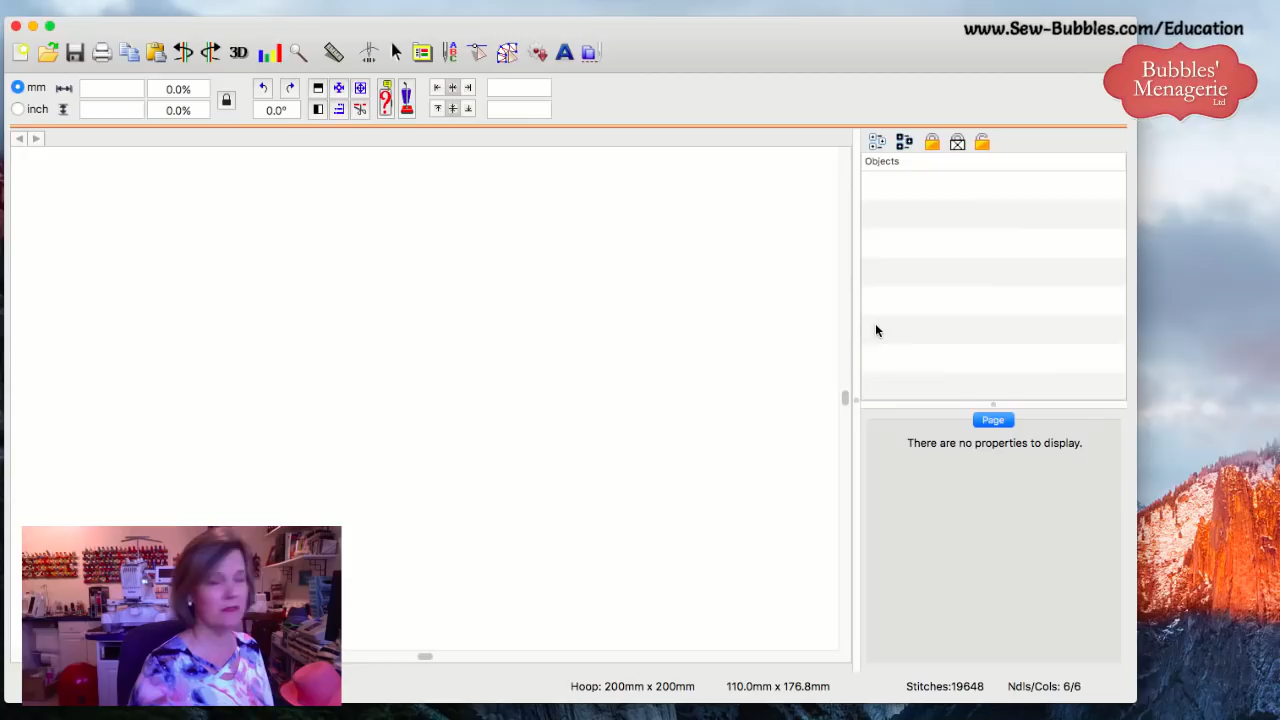 www.Sew-Bubbles.com/Education
Bubbles'
Menagerie
Ltd
3D
A
mm
0.0%
inch
0.0%
0.0°
Objects
Page
There are no properties to display.
Hoop: 200mm x 200mm
110.0mm x 176.8mm
Stitches:19648
Ndls/Cols: 6/6